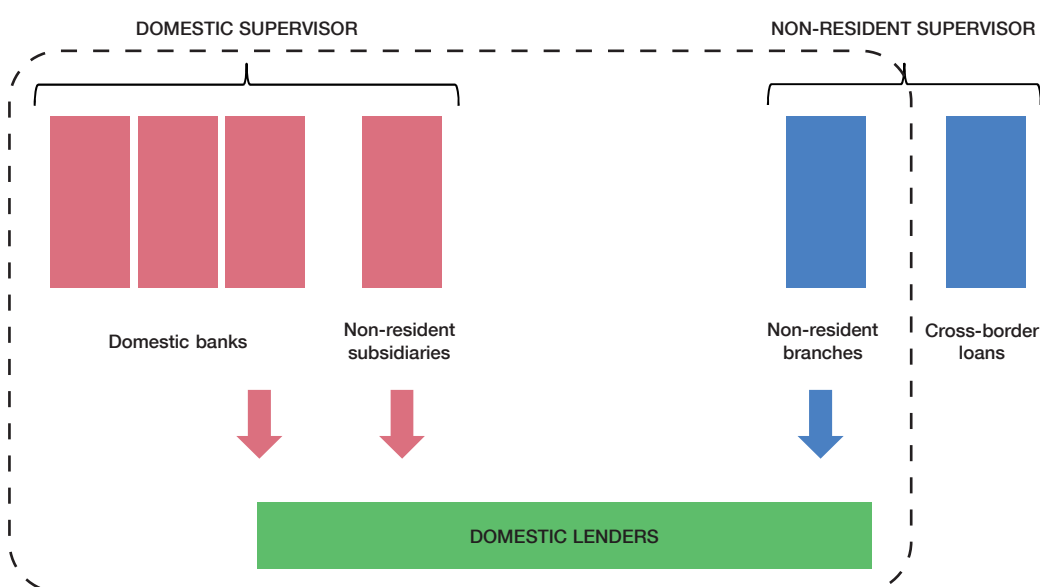 DOMESTIC SUPERVISOR
NON-RESIDENT SUPERVISOR
Domestic banks
Non-resident
subsidiaries
Non-resident
branches
Cross-border
loans
DOMESTIC LENDERS